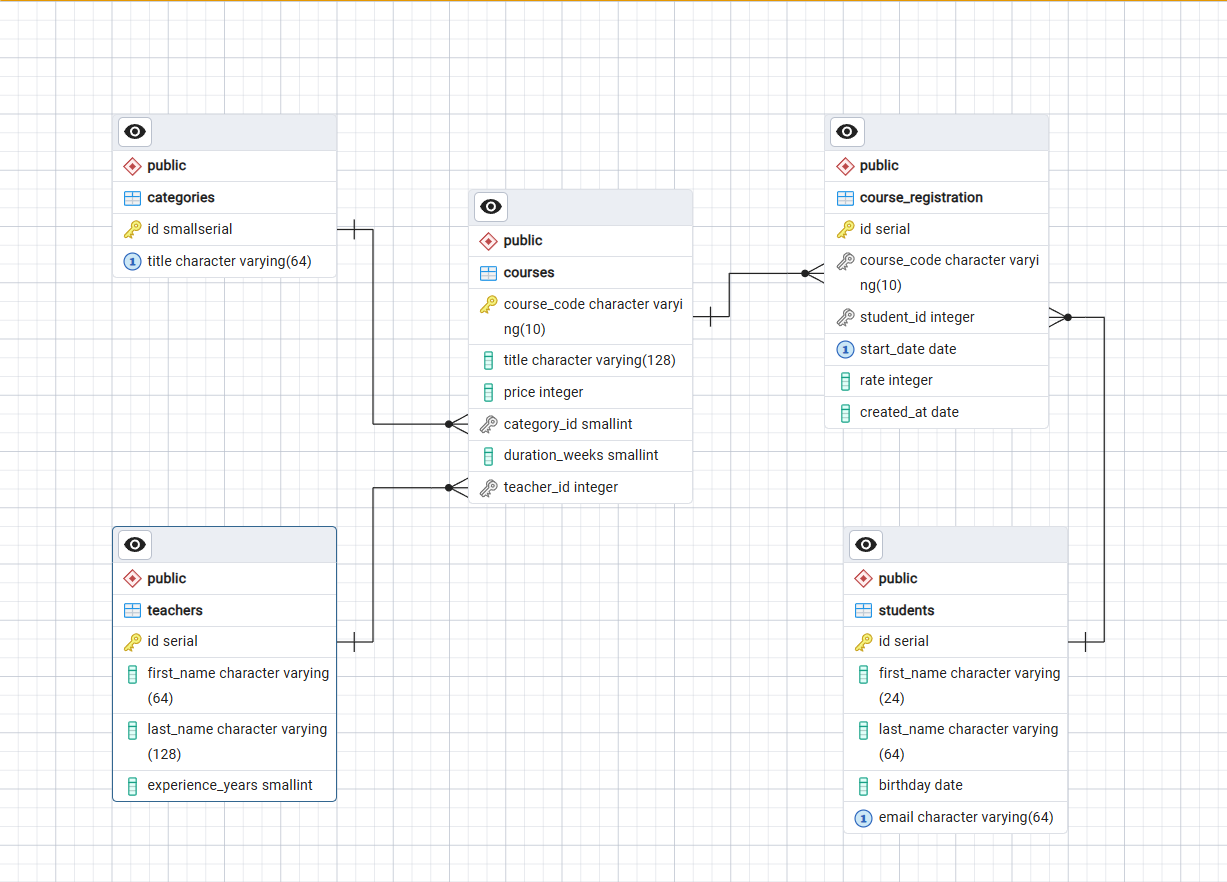 public
categories
id smallserial
1 title character varying(64)
public
courses
course_code character varyi
ng(10)
title character varying(128)
price integer
category_id smallint
duration_weeks smallint
teacher_id integer
public
course_registration
id serial
course_code character varyi
ng(10)
student_id integer
1 start_date date
rate integer
created_at date
public
teachers
id serial
first_name character varying
(64)
last_name character varying
(128)
experience_years smallint
public
students
id serial
first_name character varying
(24)
last_name character varying
(64)
birthday date
1 email character varying(64)